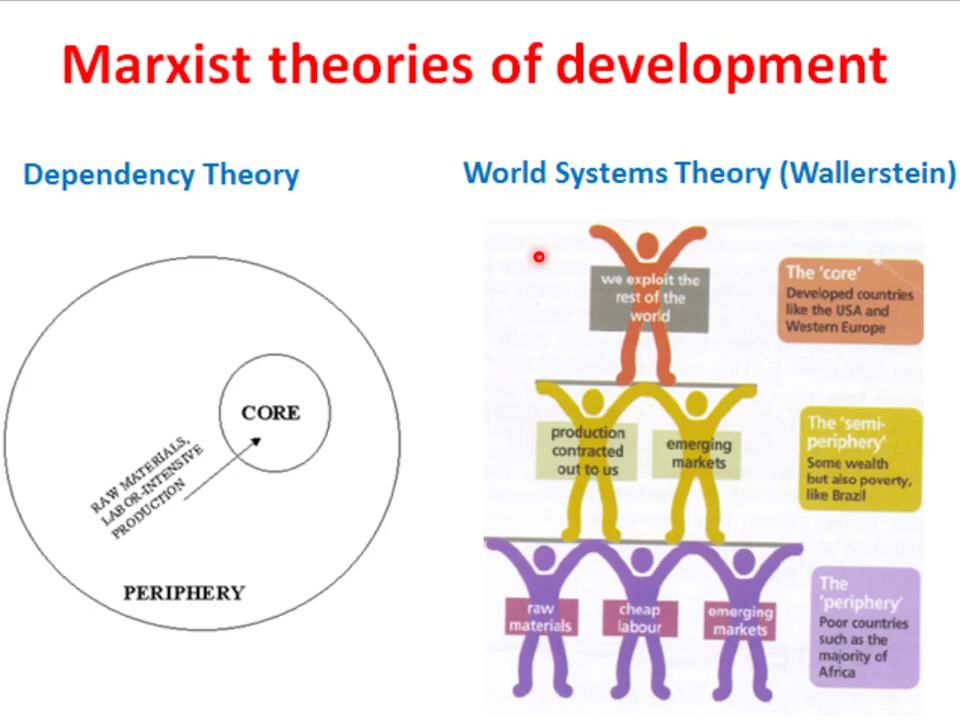 Marxist theories of development
Dependency Theory
CORE
RAW MATERIALS,
LABOR-INTENSIVE
PRODUCTION
PERIPHERY
World Systems Theory (Wallerstein)
we exploit the
rest of the
world
The 'core'
Developed countries
like the USA and
Western Europe
production
contracted
out to us
emerging
markets
The 'semi-
periphery'
Some wealth
but also poverty,
like Brazil
raw
materials
cheap
labour
emerging
markets
The
'periphery'
Poor countries
such as the
majority of
Africa